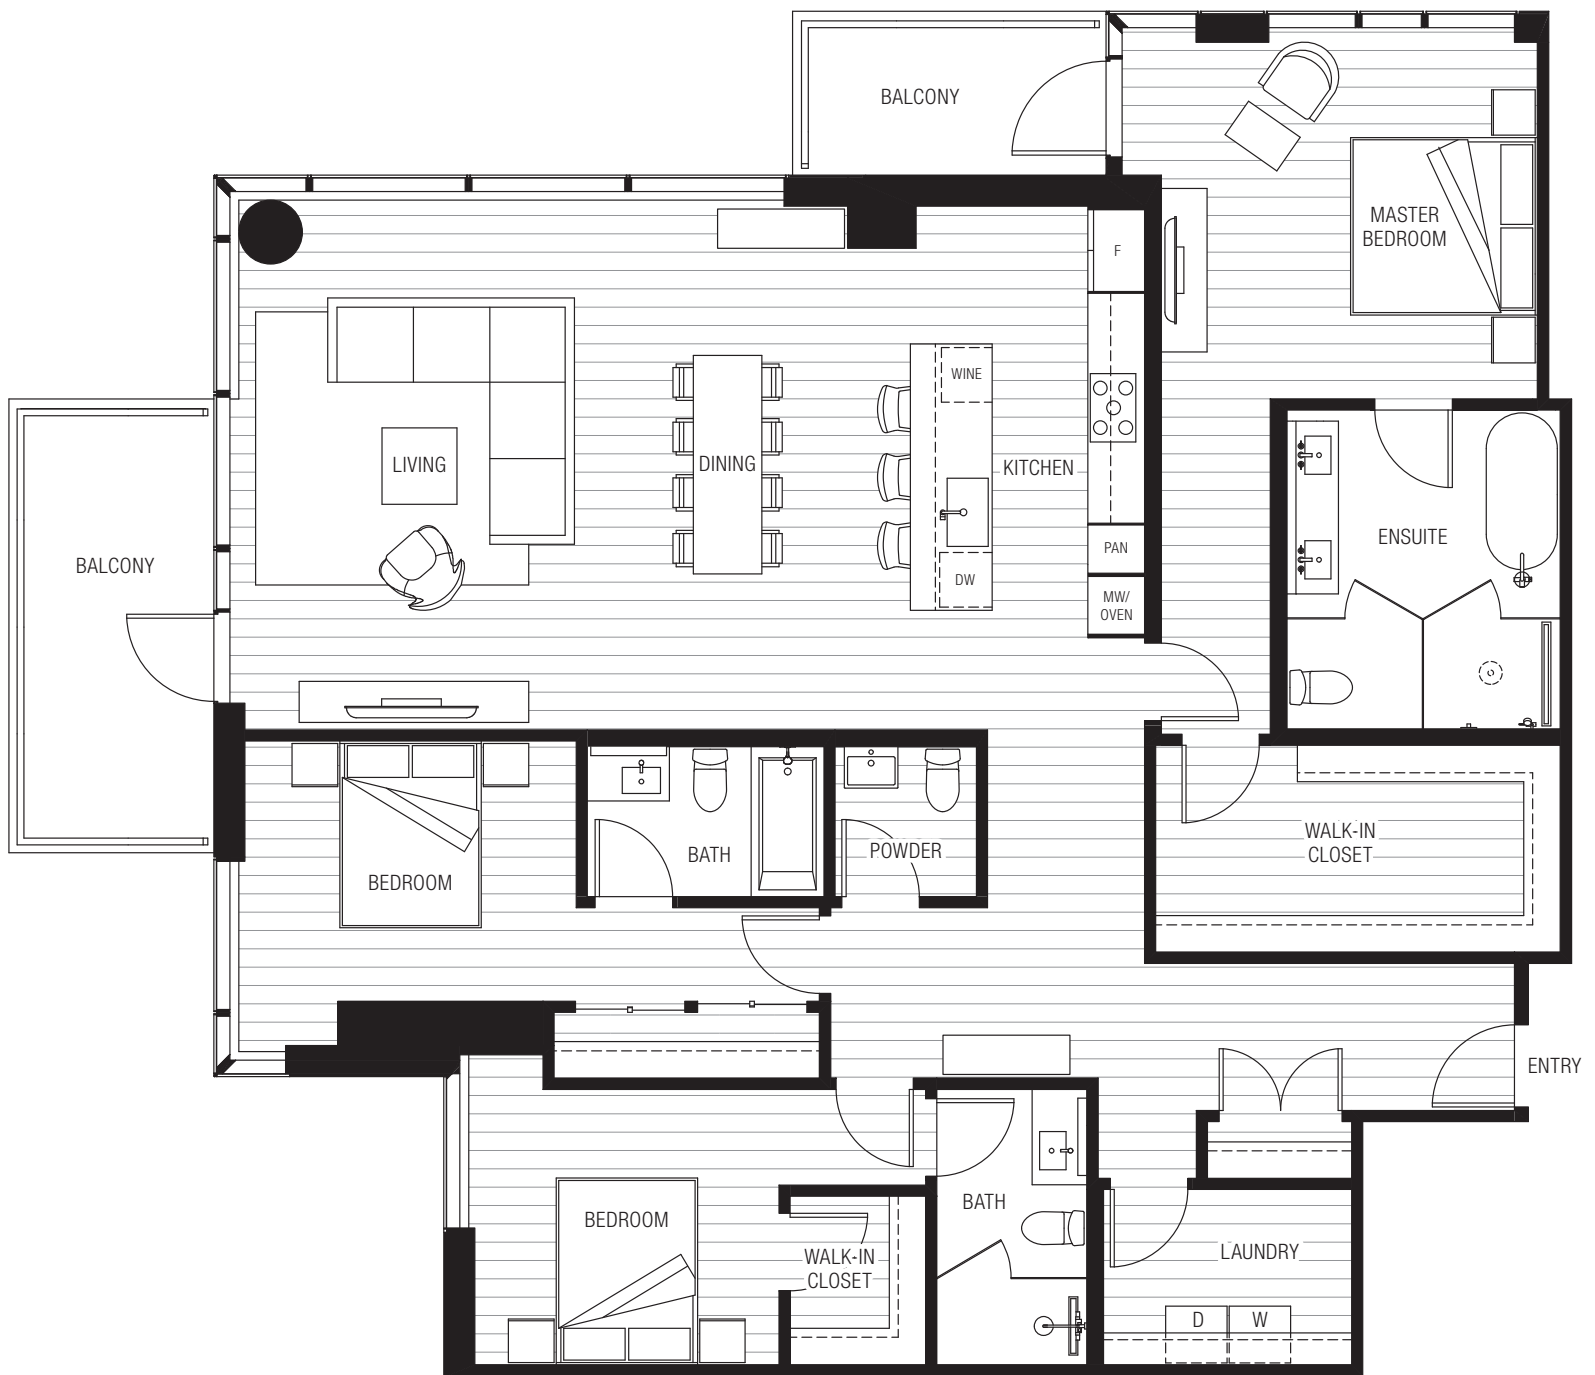 BALCONY
MASTER
BEDROOM
F
WINE
LIVING
DINING
KITCHEN
ENSUITE
PAN
BALCONY
DW
MW/
OVEN
WALK-IN
CLOSET
POWDER
BATH
BEDROOM
ENTRY
BATH
BEDROOM
LAUNDRY
WALK-IN
CLOSET
D
W